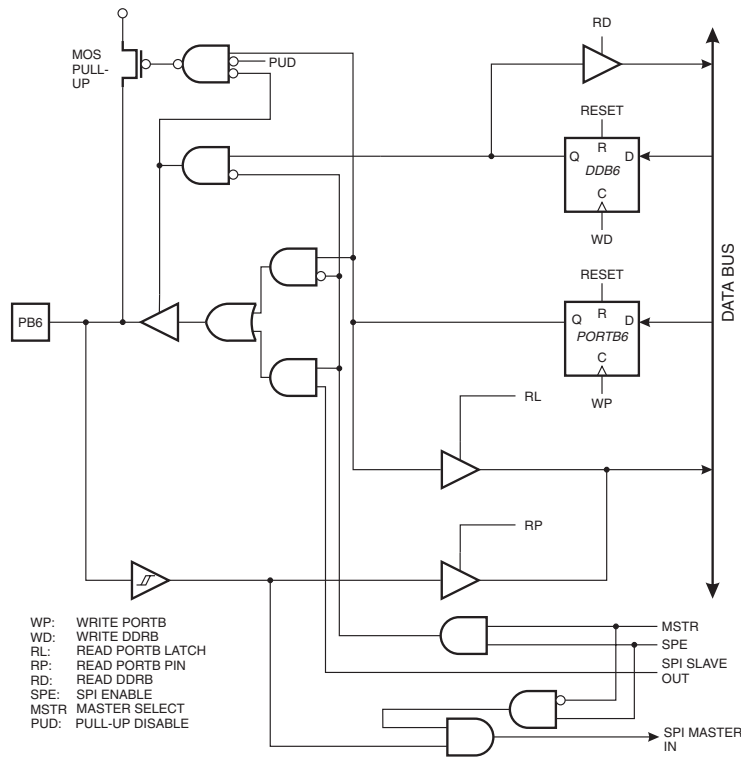 RD
MOS
PULL-
UP
PUD
RESET
R
Q
D
DDB6
C
WD
DATA BUS
RESET
PB6
R
Q
D
PORTB6
C
WP
RL
RP
WP: WRITE PORTB
WD: WRITE DDRB
RL: READ PORTB LATCH
RP: READ PORTB PIN
RD: READ DDRB
SPE: SPI ENABLE
MSTR MASTER SELECT
PUD: PULL-UP DISABLE
MSTR
SPE
SPI SLAVE
OUT
SPI MASTER
IN